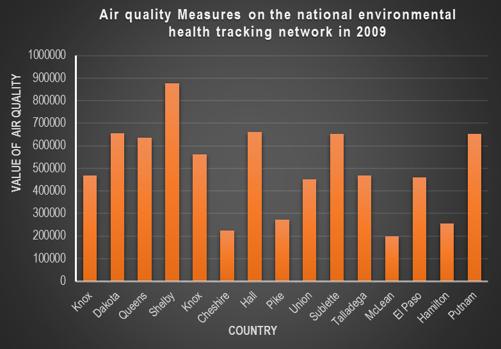 Air quality Measures on the national environmental
health tracking network in 2009
VALUE OF AIR QUALITY
1000000
900000
800000
700000
600000
500000
400000
300000
200000
100000
0
Knox
Dakota
Queens
Shelby
Knox
Cheshire
Hall
Pike
Union
Sublette
Talladega
McLean
El Paso
Hamilton
Putnam
COUNTRY